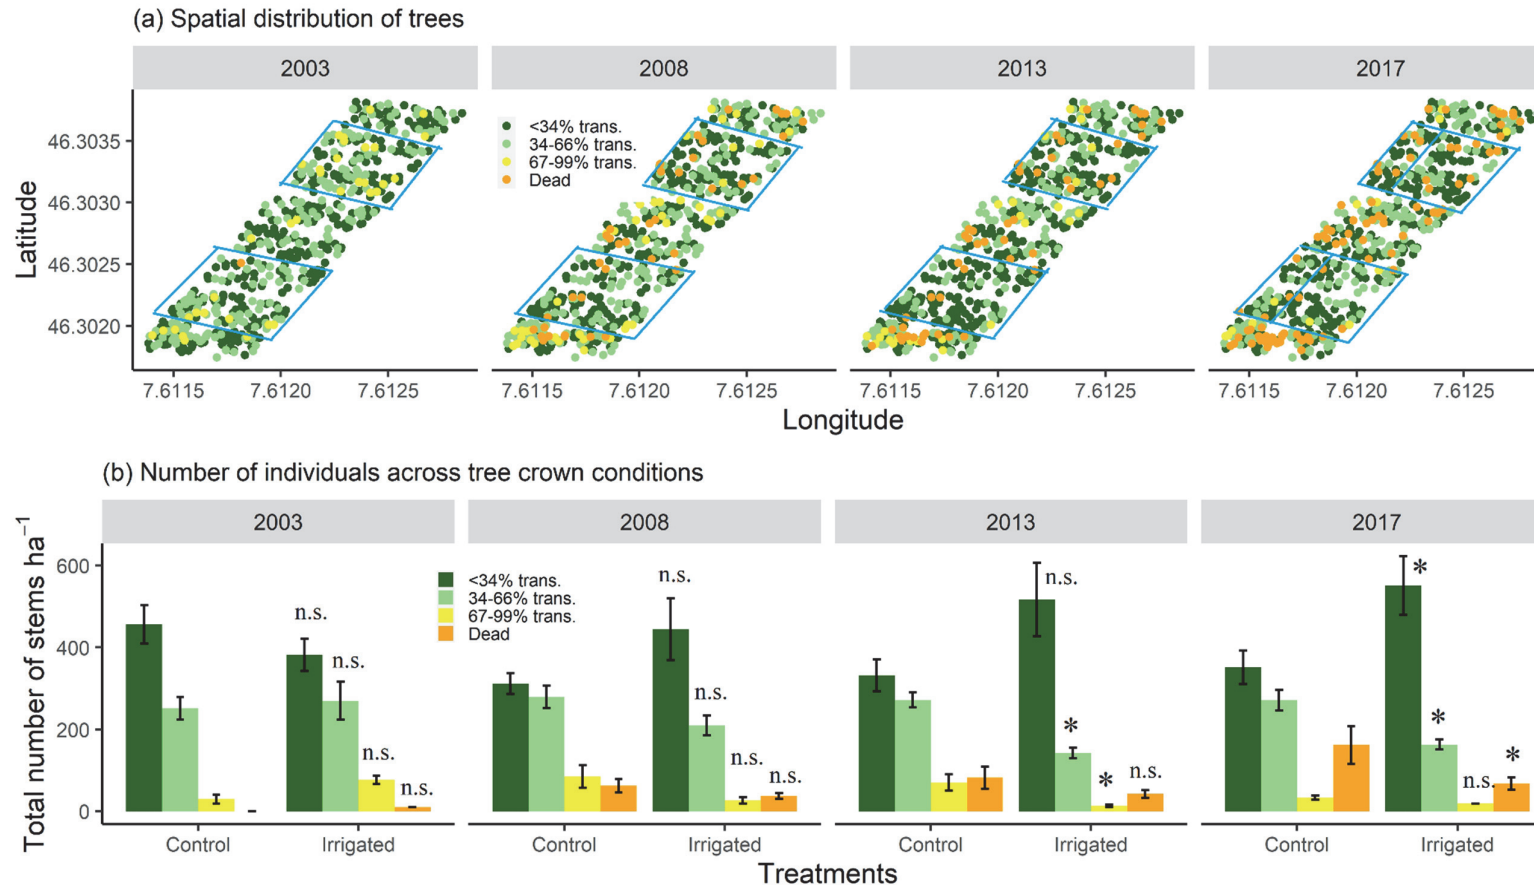 (a) Spatial distribution of trees
2003 2008 2013 2017
Latitude
46.3035
46.3030
46.3025
46.3020
<34% trans.
34-66% trans.
67-99% trans.
Dead
7.6115 7.6120 7.6125 7.6115 7.6120 7.6125 7.6115 7.6120 7.6125 7.6115 7.6120 7.6125
Longitude
(b) Number of individuals across tree crown conditions
2003 2008 2013 2017
Total number of stems ha⁻¹
600
400
200
0
<34% trans.
34-66% trans.
67-99% trans.
Dead
n.s. n.s. n.s. n.s.
n.s. n.s. n.s. n.s.
n.s. * * n.s.
* * n.s. *
Control Irrigated Control Irrigated Control Irrigated Control Irrigated
Treatments